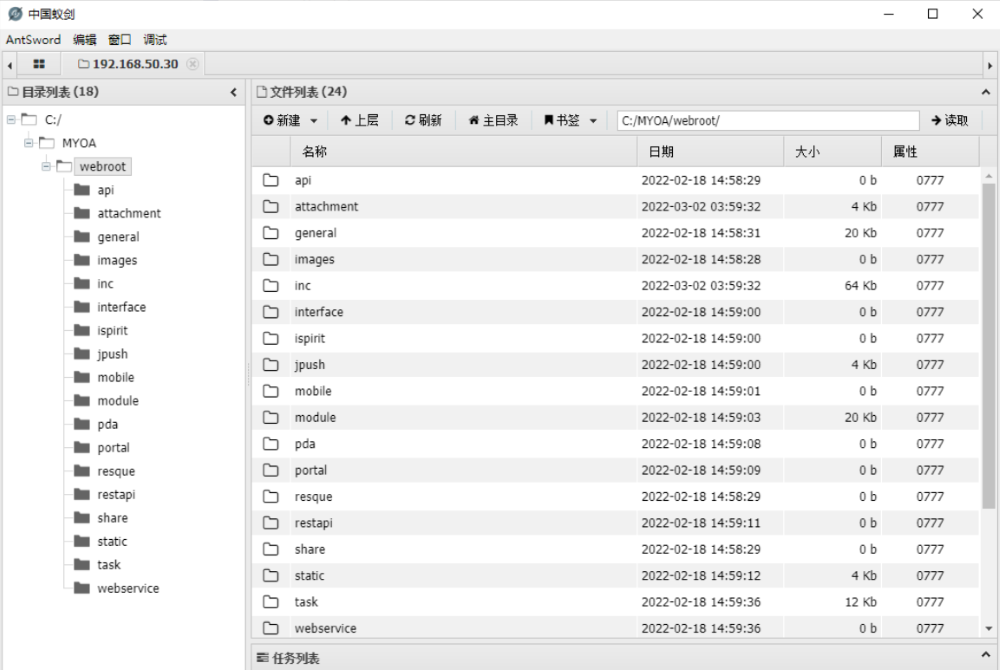 中国蚁剑
AntSword 编辑 窗口 调试
192.168.50.30
目录列表 (18)
C:/
MYOA
webroot
api
attachment
general
images
inc
interface
ispirit
jpush
mobile
module
pda
portal
resque
restapi
share
static
task
webservice
文件列表 (24)
新建 上层 刷新 主目录 书签 C:/MYOA/webroot/ 读取
名称 日期 大小 属性
api 2022-02-18 14:58:29 0 b 0777
attachment 2022-03-02 03:59:32 4 Kb 0777
general 2022-02-18 14:58:31 20 Kb 0777
images 2022-02-18 14:58:28 0 b 0777
inc 2022-03-02 03:59:32 64 Kb 0777
interface 2022-02-18 14:59:00 0 b 0777
ispirit 2022-02-18 14:59:00 0 b 0777
jpush 2022-02-18 14:59:00 4 Kb 0777
mobile 2022-02-18 14:59:01 0 b 0777
module 2022-02-18 14:59:03 20 Kb 0777
pda 2022-02-18 14:59:08 0 b 0777
portal 2022-02-18 14:59:09 0 b 0777
resque 2022-02-18 14:58:29 0 b 0777
restapi 2022-02-18 14:59:11 0 b 0777
share 2022-02-18 14:58:29 0 b 0777
static 2022-02-18 14:59:12 4 Kb 0777
task 2022-02-18 14:59:36 12 Kb 0777
webservice 2022-02-18 14:59:36 0 b 0777
任务列表